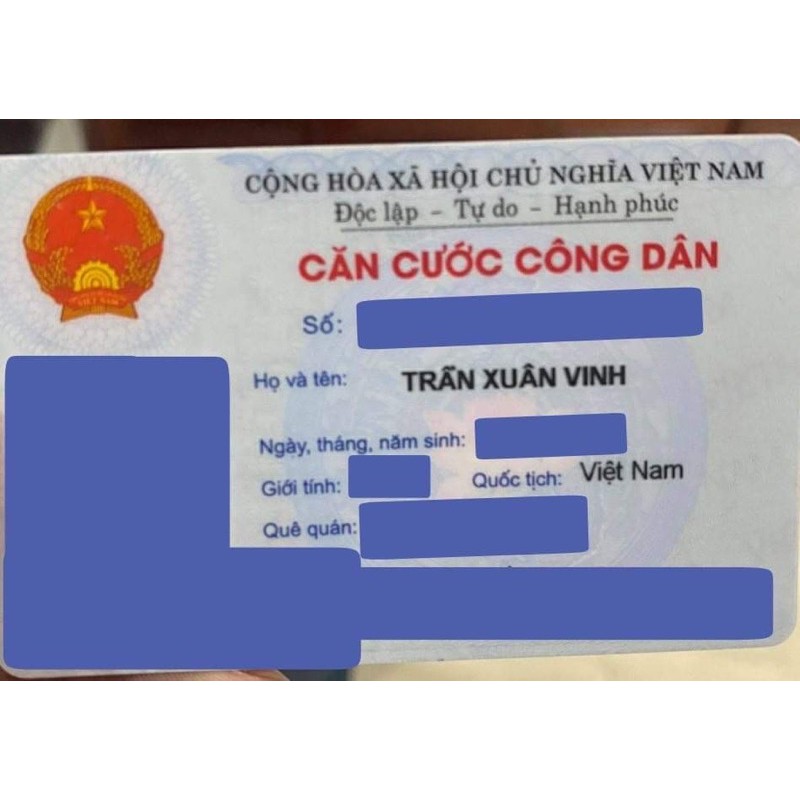 CỘNG HÒA XÃ HỘI CHỦ NGHĨA VIỆT NAM
Độc lập - Tự do - Hạnh phúc
CĂN CƯỚC CÔNG DÂN
Số:
Họ và tên: TRẦN XUÂN VINH
Ngày, tháng, năm sinh:
Giới tính: Quốc tịch: Việt Nam
Quê quán: